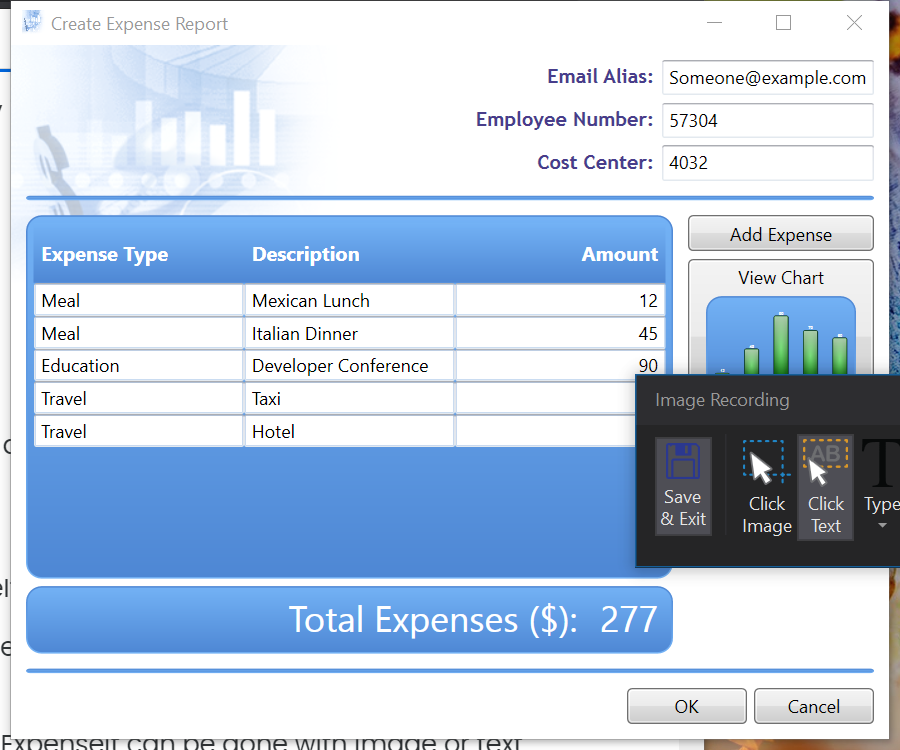 Create Expense Report
Email Alias: Someone@example.com
Employee Number: 57304
Cost Center: 4032
Expense Type Description Amount
Meal Mexican Lunch 12
Meal Italian Dinner 45
Education Developer Conference 90
Travel Taxi
Travel Hotel
Total Expenses ($): 277
Add Expense
View Chart
Image Recording
Save & Exit
Click Image
AB
Click Text
T
Type
OK Cancel
ExpenseIt can be done with image or text